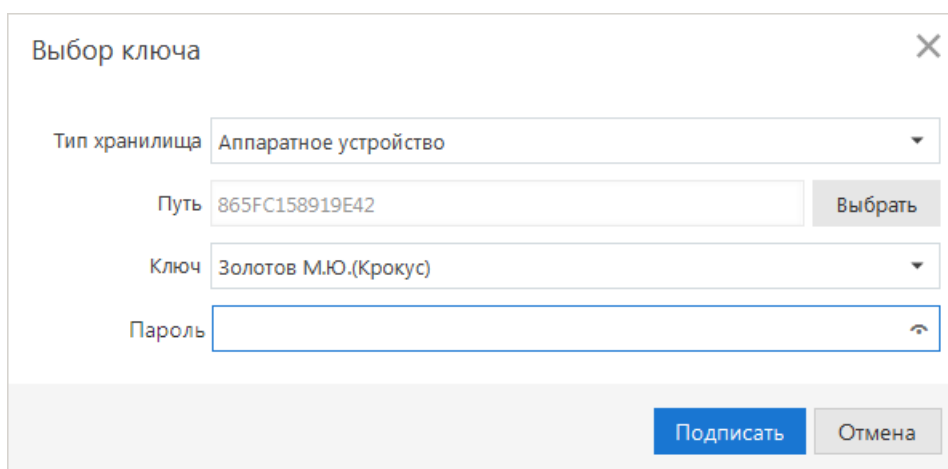 Выбор ключа
Тип хранилища Аппаратное устройство
Путь 865FC158919E42 Выбрать
Ключ Золотов М.Ю.(Крокус)
Пароль
Подписать Отмена